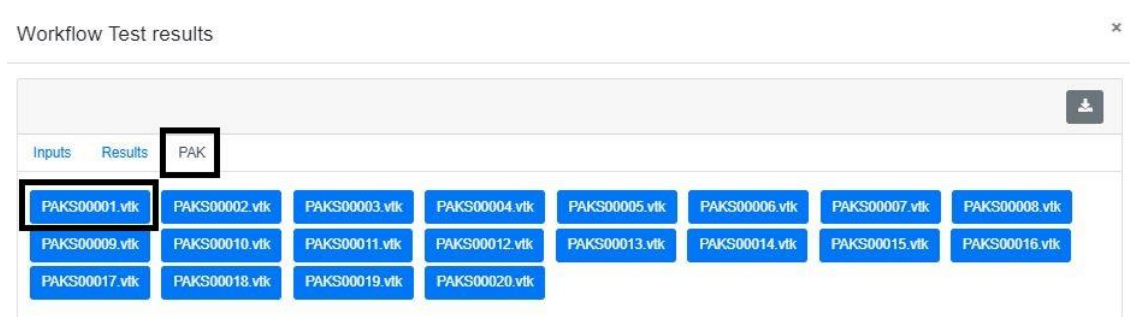 Workflow Test results ×
Inputs Results PAK
PAKS00001.vtk PAKS00002.vtk PAKS00003.vtk PAKS00004.vtk PAKS00005.vtk PAKS00006.vtk PAKS00007.vtk PAKS00008.vtk
PAKS00009.vtk PAKS00010.vtk PAKS00011.vtk PAKS00012.vtk PAKS00013.vtk PAKS00014.vtk PAKS00015.vtk PAKS00016.vtk
PAKS00017.vtk PAKS00018.vtk PAKS00019.vtk PAKS00020.vtk